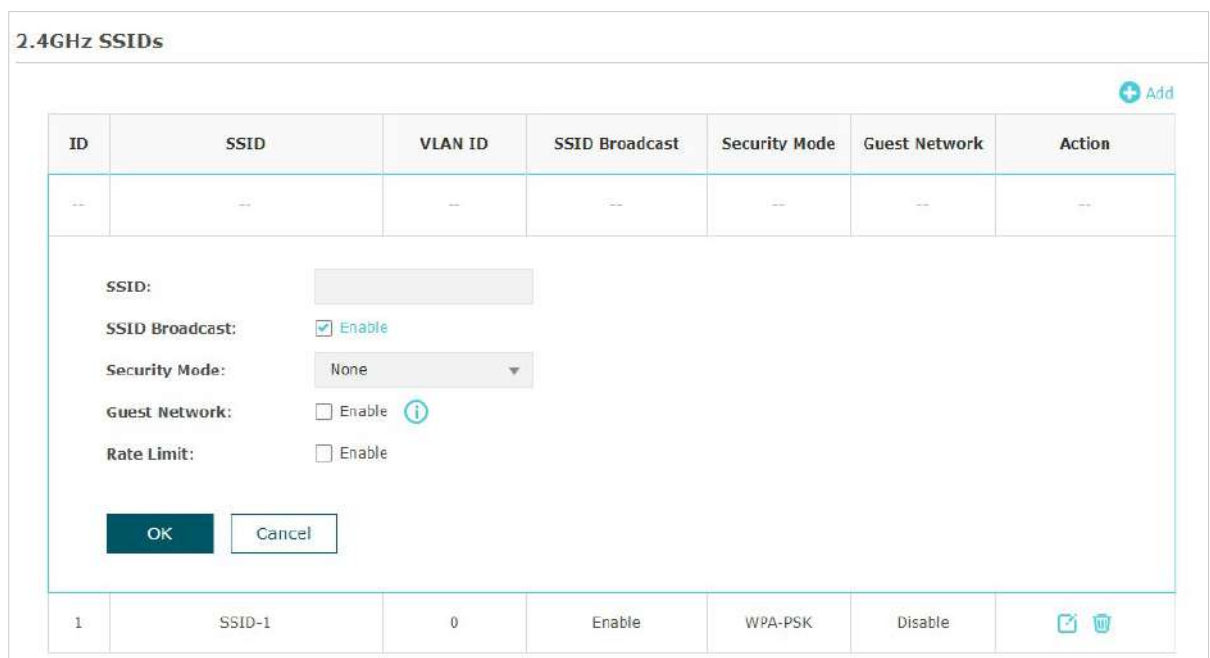 2.4GHz SSIDs
Add
ID SSID VLAN ID SSID Broadcast Security Mode Guest Network Action
-- -- -- -- -- -- --
SSID:
SSID Broadcast: Enable
Security Mode: None
Guest Network: Enable
Rate Limit: Enable
OK Cancel
1 SSID-1 0 Enable WPA-PSK Disable